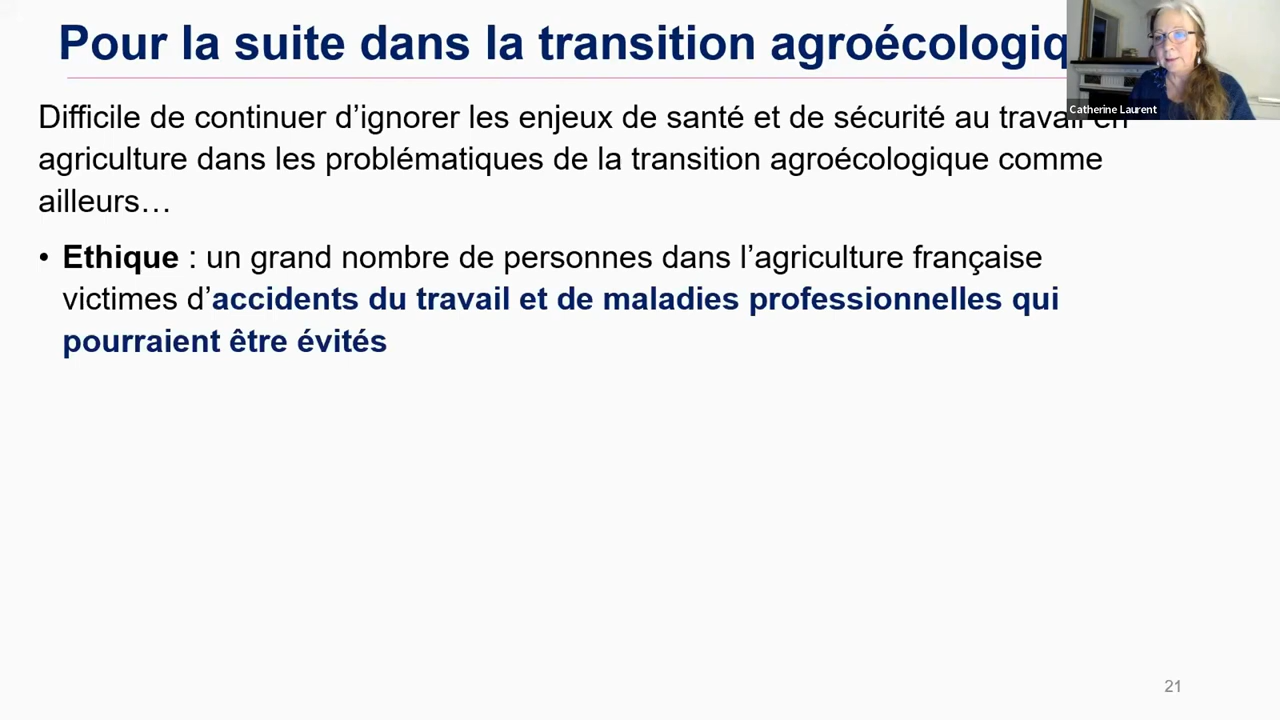 Pour la suite dans la transition agroécologiq
Catherine Laurent
Difficile de continuer d’ignorer les enjeux de santé et de sécurité au travail en
agriculture dans les problématiques de la transition agroécologique comme
ailleurs…
• Ethique : un grand nombre de personnes dans l’agriculture française
victimes d’accidents du travail et de maladies professionnelles qui
pourraient être évités
21